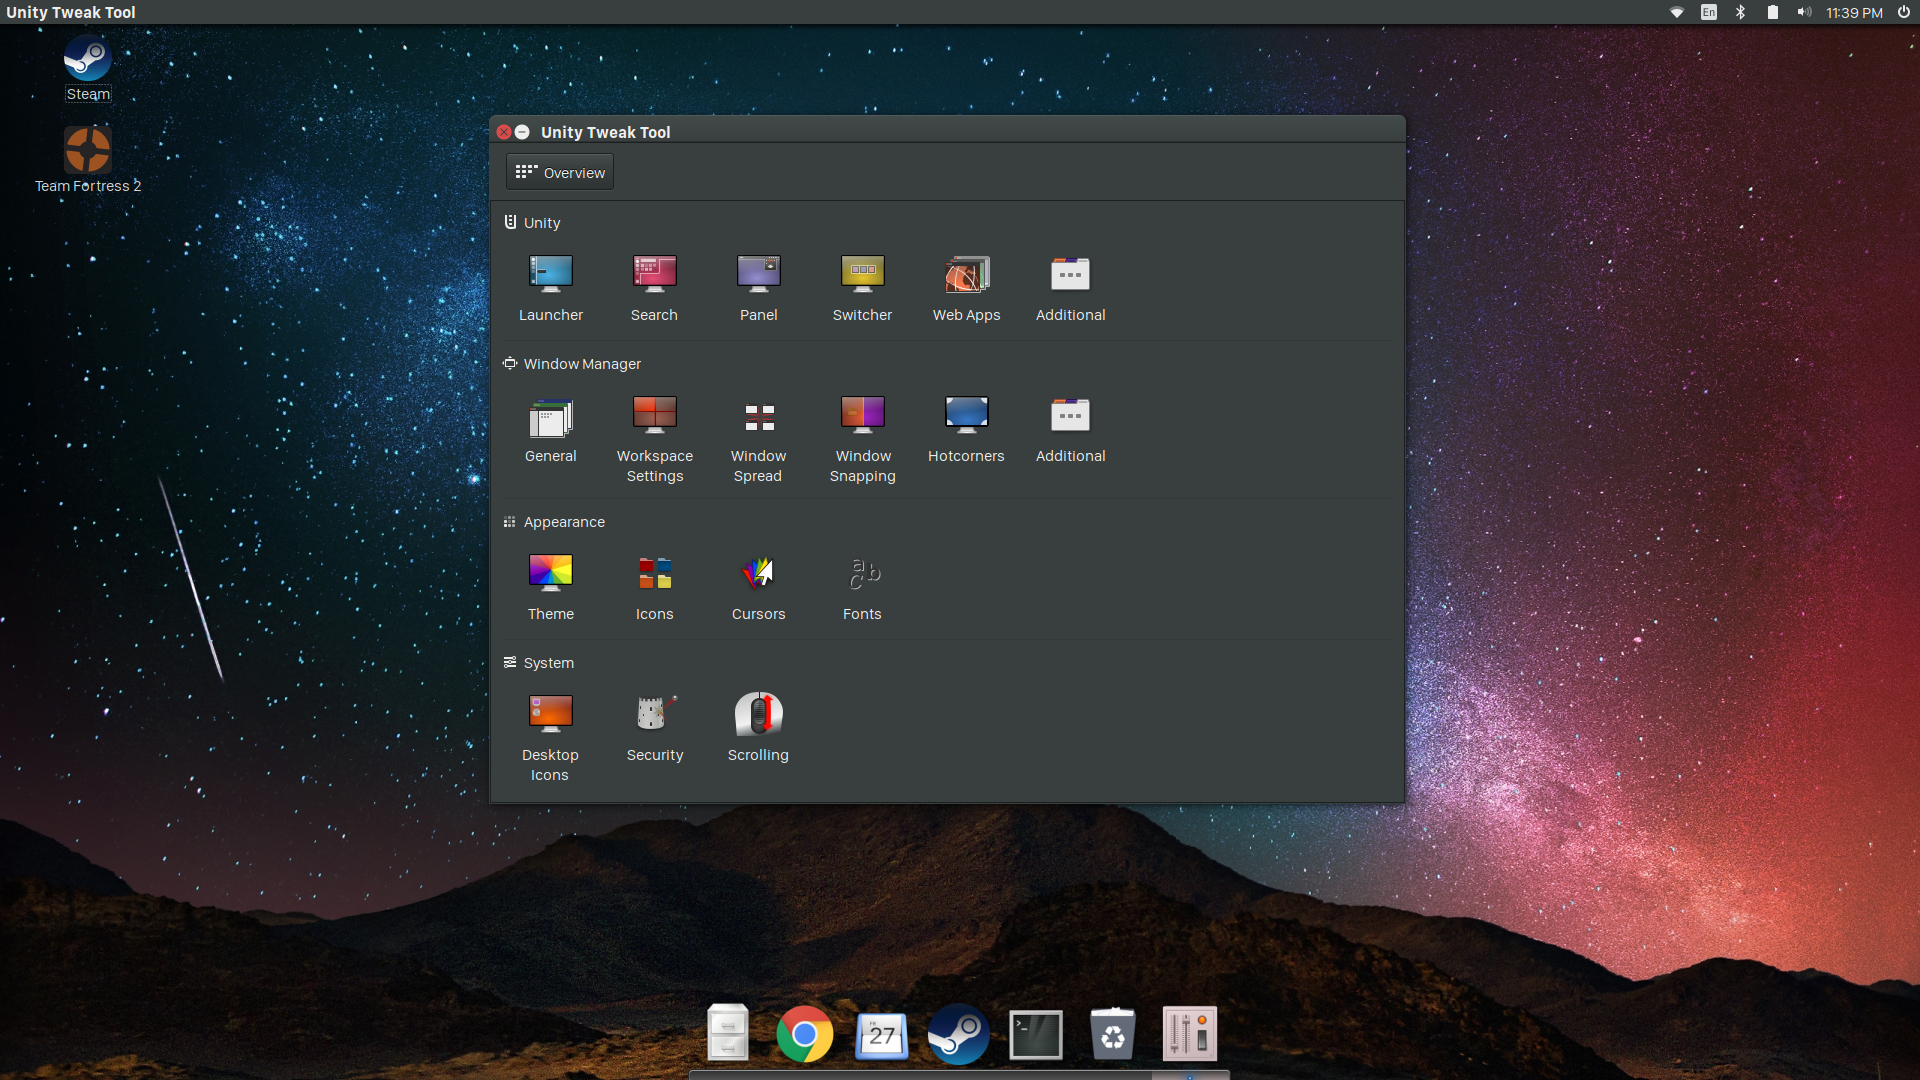 Unity Tweak Tool
En
11:39 PM
Steam
Team Fortress 2
Unity Tweak Tool
Overview
Unity
Launcher
Search
Panel
Switcher
Web Apps
Additional
Window Manager
General
Workspace
Settings
Window
Spread
Window
Snapping
Hotcorners
Additional
Appearance
a
b
c
Theme
Icons
Cursors
Fonts
System
Desktop
Icons
Security
Scrolling
FR
27
>_